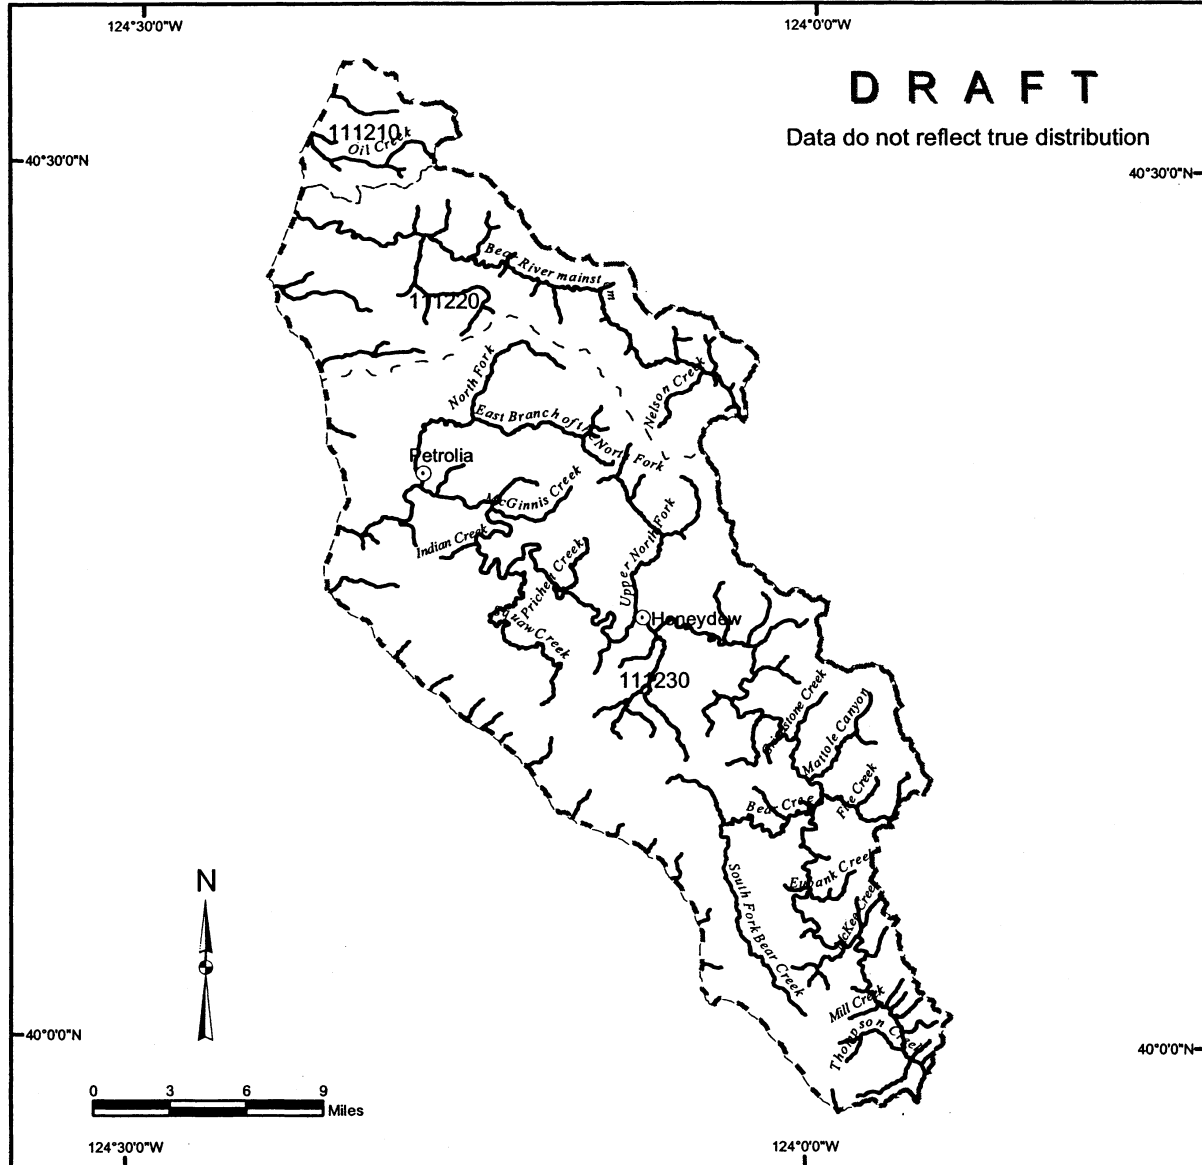 124°30'0"W
124°0'0"W
D R A F T
Data do not reflect true distribution
111210
Oil Creek
40°30'0"N
40°30'0"N
Bear River mainstem
111220
North Fork
Nelson Creek
East Branch of the North Fork
Petrolia
McGinnis Creek
Indian Creek
Upper North Fork
Prichett Creek
Honeydew
Squaw Creek
111230
Grindstone Creek
Mattole Canyon
Bear Creek
Fire Creek
Eubank Creek
South Fork Bear Creek
McKee Creek
N
Mill Creek
Thompson Creek
40°0'0"N
40°0'0"N
0 3 6 9
Miles
124°30'0"W
124°0'0"W